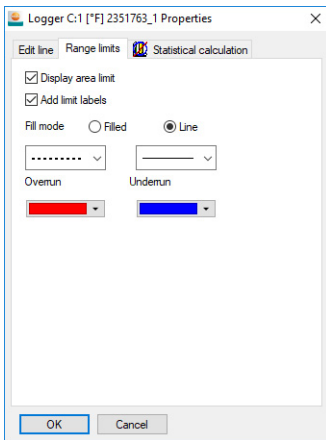 Logger C:1 [°F] 2351763_1 Properties
Edit line Range limits Statistical calculation
Display area limit
Add limit labels
Fill mode Filled Line
Overrun Underrun
OK Cancel